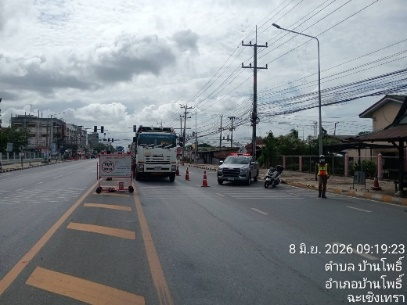 8 มิ.ย. 2026 09:19:23
ตำบล บ้านโพธิ์
อำเภอบ้านโพธิ์
ฉะเชิงเทรา